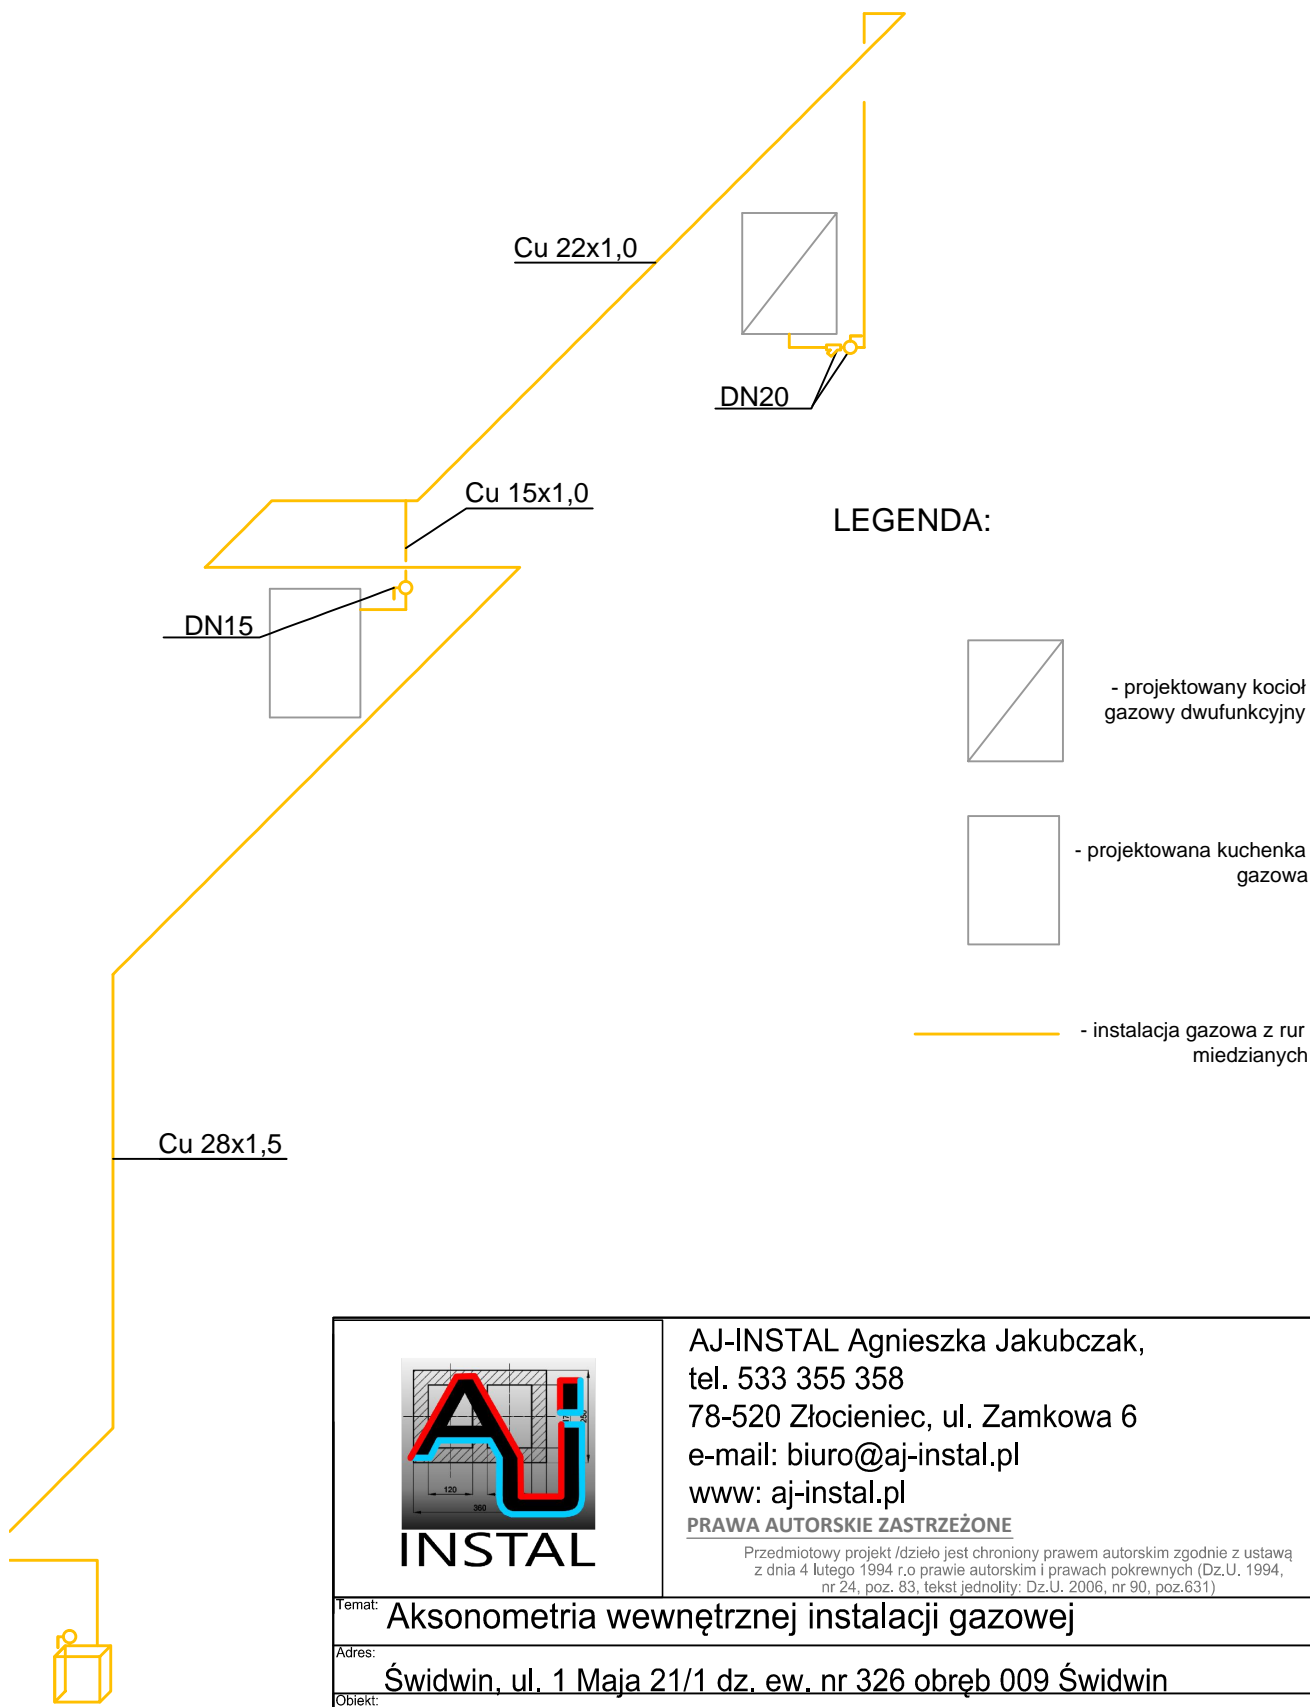 Cu 22x1,0
DN20
Cu 15x1,0
LEGENDA:
DN15
- projektowany kocioł
gazowy dwufunkcyjny
- projektowana kuchenka
gazowa
- instalacja gazowa z rur
miedzianych
Cu 28x1,5
120
360
INSTAL
AJ-INSTAL Agnieszka Jakubczak,
tel. 533 355 358
78-520 Złocieniec, ul. Zamkowa 6
e-mail: biuro@aj-instal.pl
www: aj-instal.pl
PRAWA AUTORSKIE ZASTRZEŻONE
Przedmiotowy projekt /dzieło jest chroniony prawem autorskim zgodnie z ustawą
z dnia 4 lutego 1994 r.o prawie autorskim i prawach pokrewnych (Dz.U. 1994,
nr 24, poz. 83, tekst jednolity: Dz.U. 2006, nr 90, poz.631)
Temat: Aksonometria wewnętrznej instalacji gazowej
Adres: Świdwin, ul. 1 Maja 21/1 dz. ew. nr 326 obręb 009 Świdwin
Obiekt: